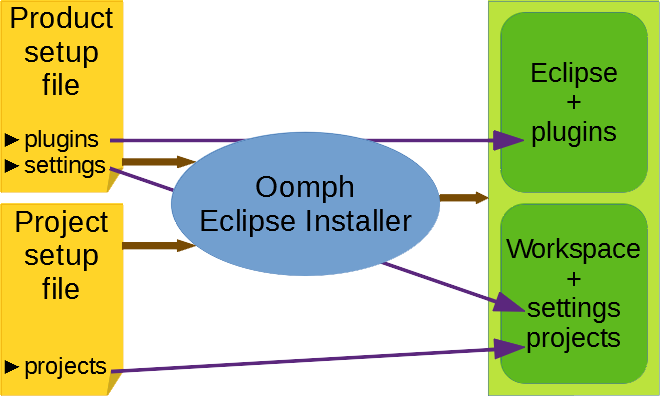 Product
setup
file
► plugins
► settings
Project
setup
file
► projects
Oomph
Eclipse Installer
Eclipse
+
plugins
Workspace
+
settings
projects